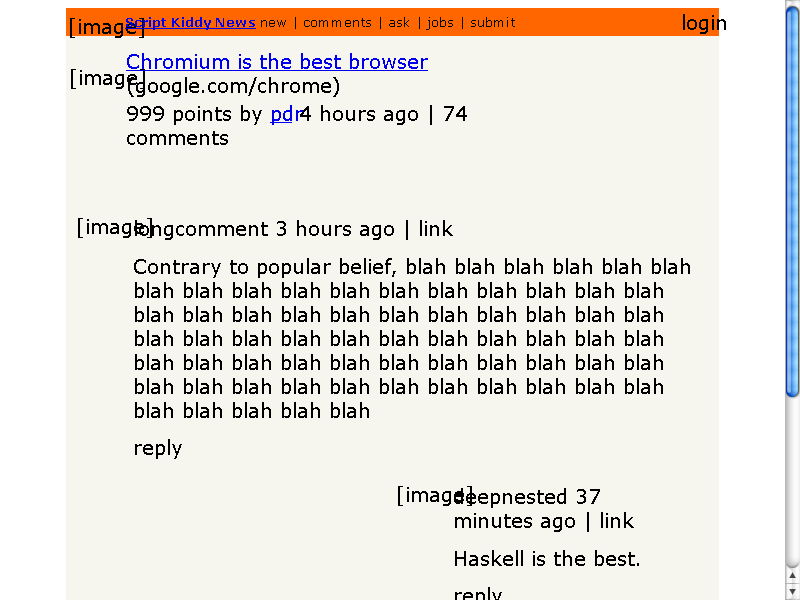 [image] Script Kiddy News new | comments | ask | jobs | submit login
Chromium is the best browser
[image] (google.com/chrome)
999 points by pdr 4 hours ago | 74
comments
[image] longcomment 3 hours ago | link
Contrary to popular belief, blah blah blah blah blah blah
blah blah blah blah blah blah blah blah blah blah blah
blah blah blah blah blah blah blah blah blah blah blah
blah blah blah blah blah blah blah blah blah blah blah
blah blah blah blah blah blah blah blah blah blah blah
blah blah blah blah blah blah blah blah blah blah blah
blah blah blah blah blah
reply
[image] deepnested 37
minutes ago | link
Haskell is the best.
reply